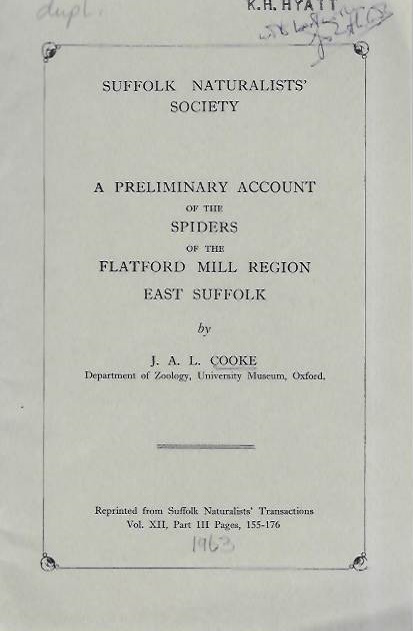 dupl.
K.H. HYATT
SUFFOLK NATURALISTS'
SOCIETY
A PRELIMINARY ACCOUNT
OF THE
SPIDERS
OF THE
FLATFORD MILL REGION
EAST SUFFOLK
by
J. A. L. COOKE
Department of Zoology, University Museum, Oxford.
Reprinted from Suffolk Naturalists' Transactions
Vol. XII, Part III Pages, 155-176
1963